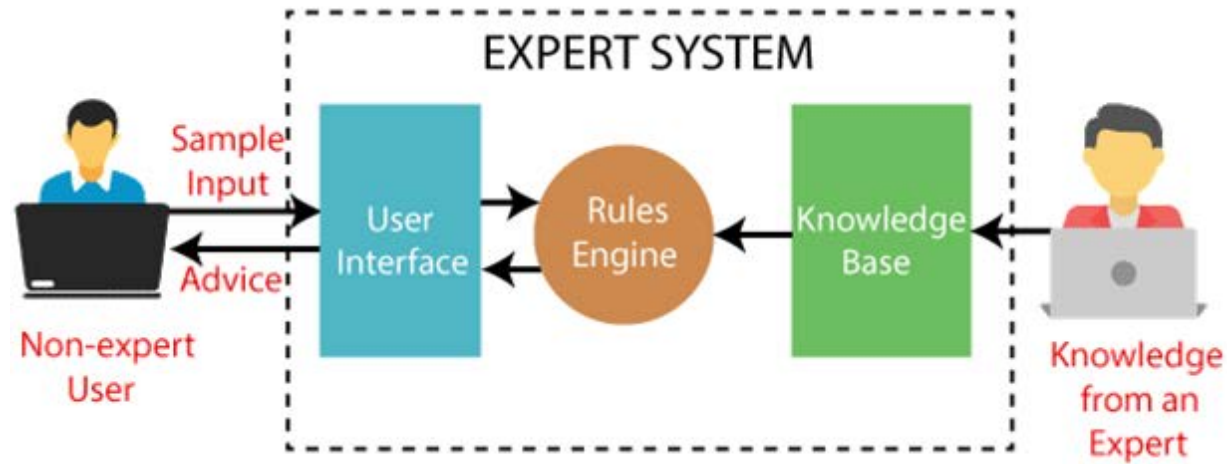 EXPERT SYSTEM
Sample
Input
Advice
Non-expert
User
User
Interface
Rules
Engine
Knowledge
Base
Knowledge
from an
Expert